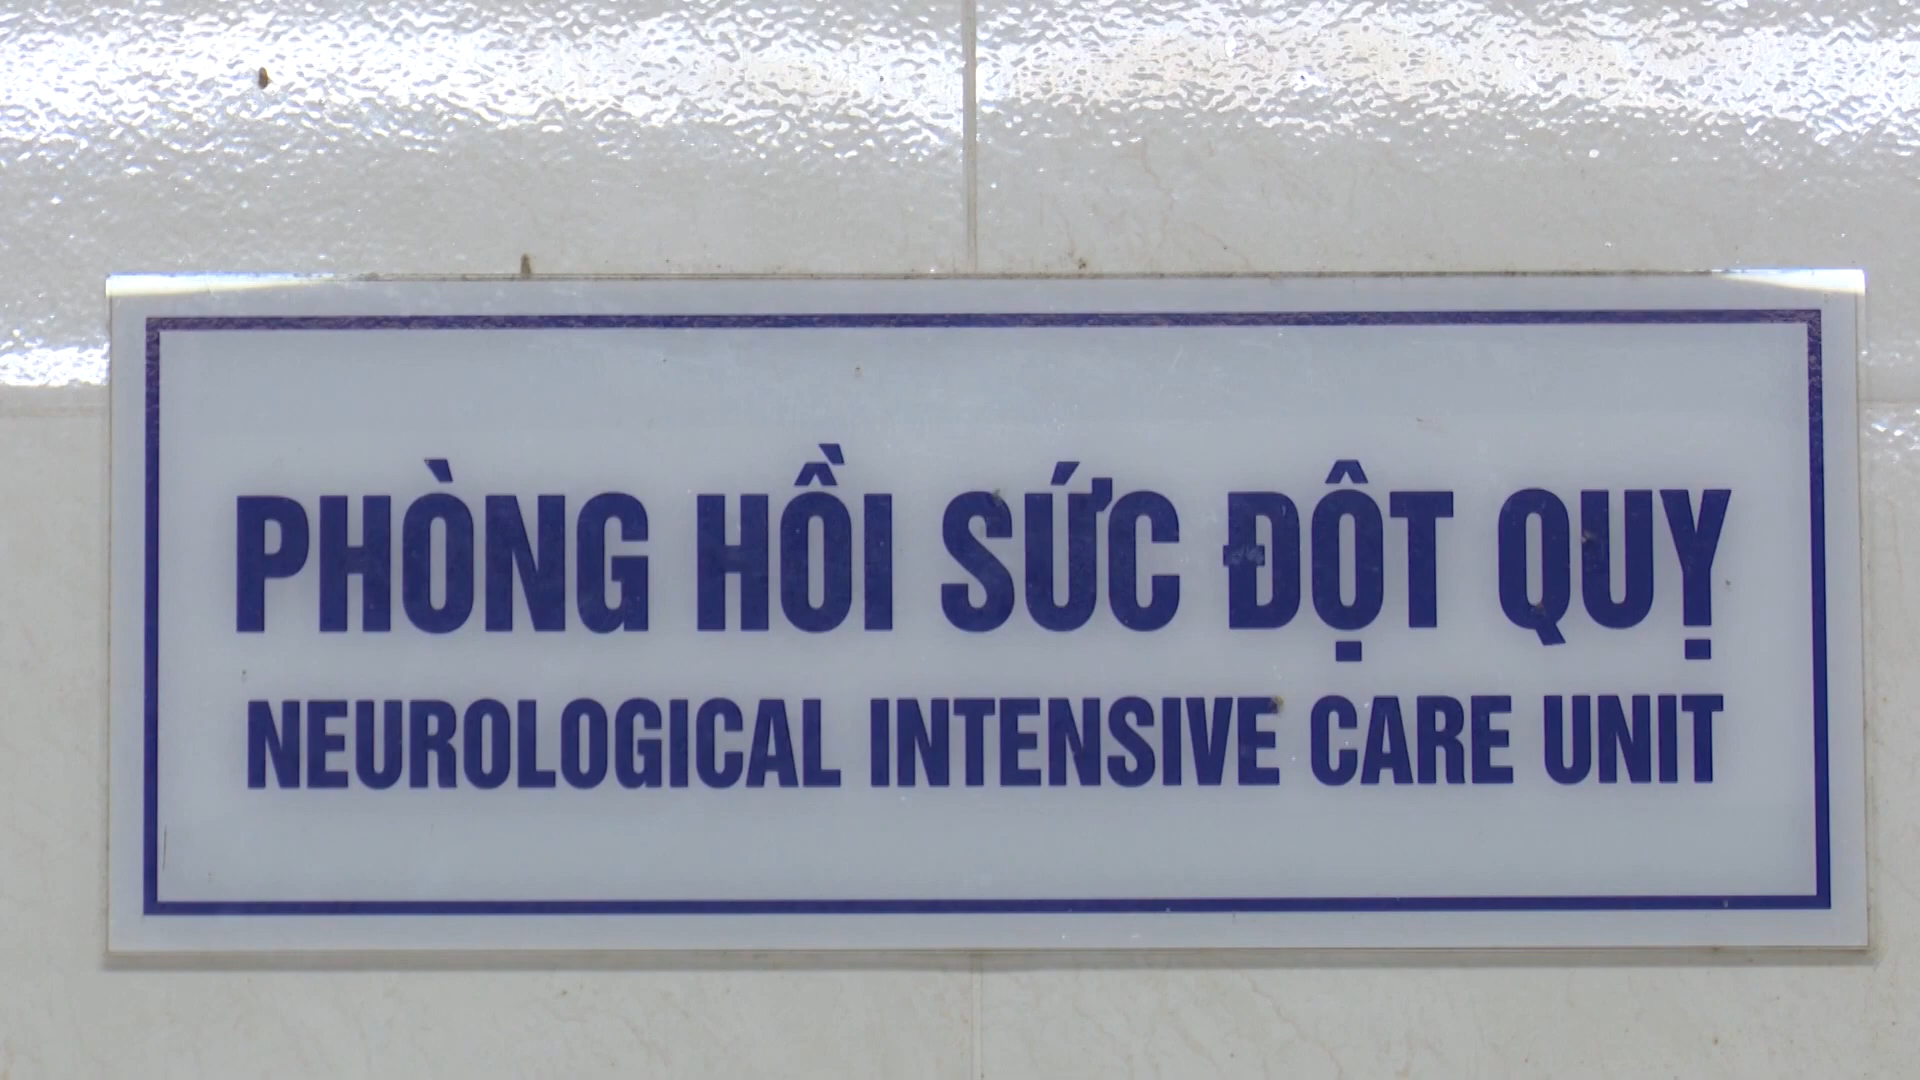 PHÒNG HỒI SỨC ĐỘT QUỴ
NEUROLOGICAL INTENSIVE CARE UNIT